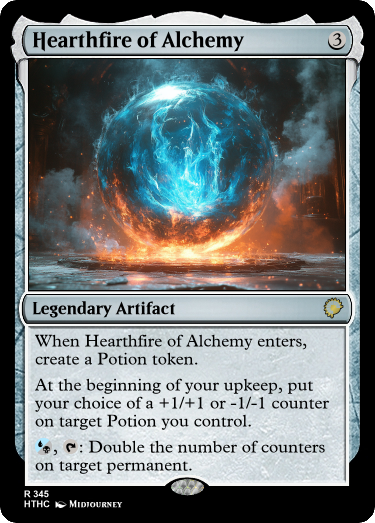 Hearthfire of Alchemy 3
Legendary Artifact
When Hearthfire of Alchemy enters,
create a Potion token.
At the beginning of your upkeep, put
your choice of a +1/+1 or -1/-1 counter
on target Potion you control.
, : Double the number of counters
on target permanent.
R 345
HTHC Midjourney